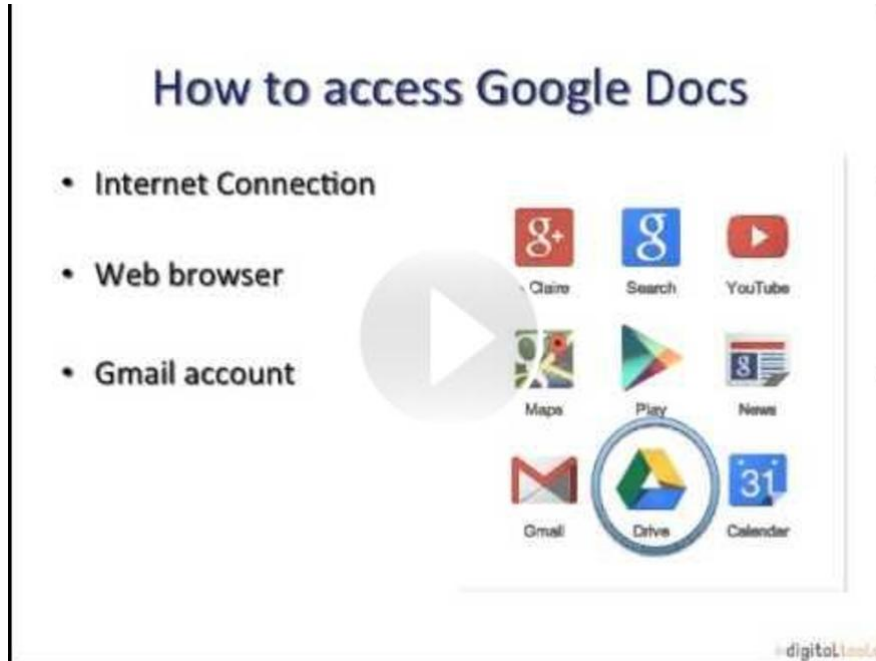 How to access Google Docs
• Internet Connection
• Web browser
• Gmail account
Claire Search YouTube
Maps Play News
31
Gmail Drive Calendar
digital